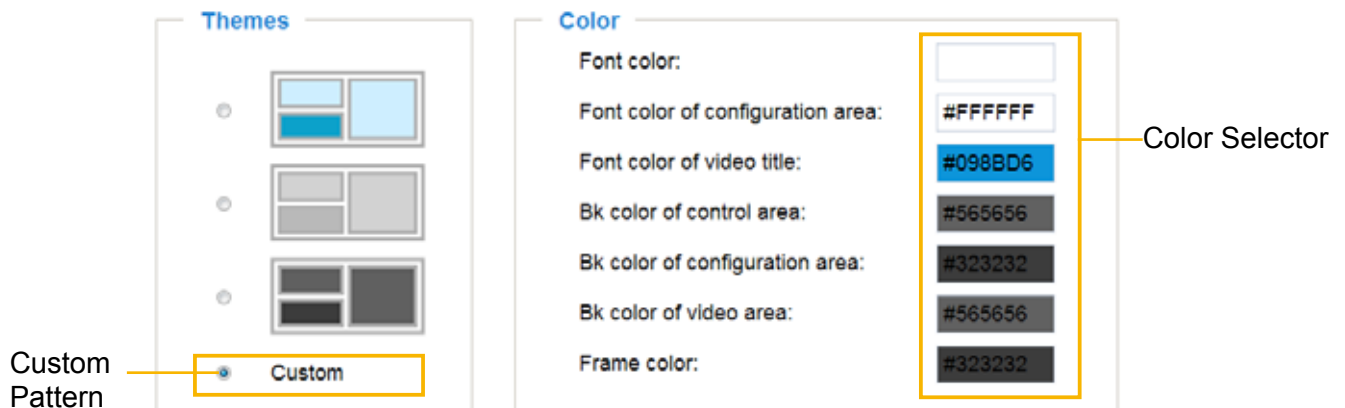 Themes
Custom
Color
Font color:
Font color of configuration area: #FFFFFF
Font color of video title: #098BD6
Bk color of control area: #565656
Bk color of configuration area: #323232
Bk color of video area: #565656
Frame color: #323232
Color Selector
Custom
Pattern